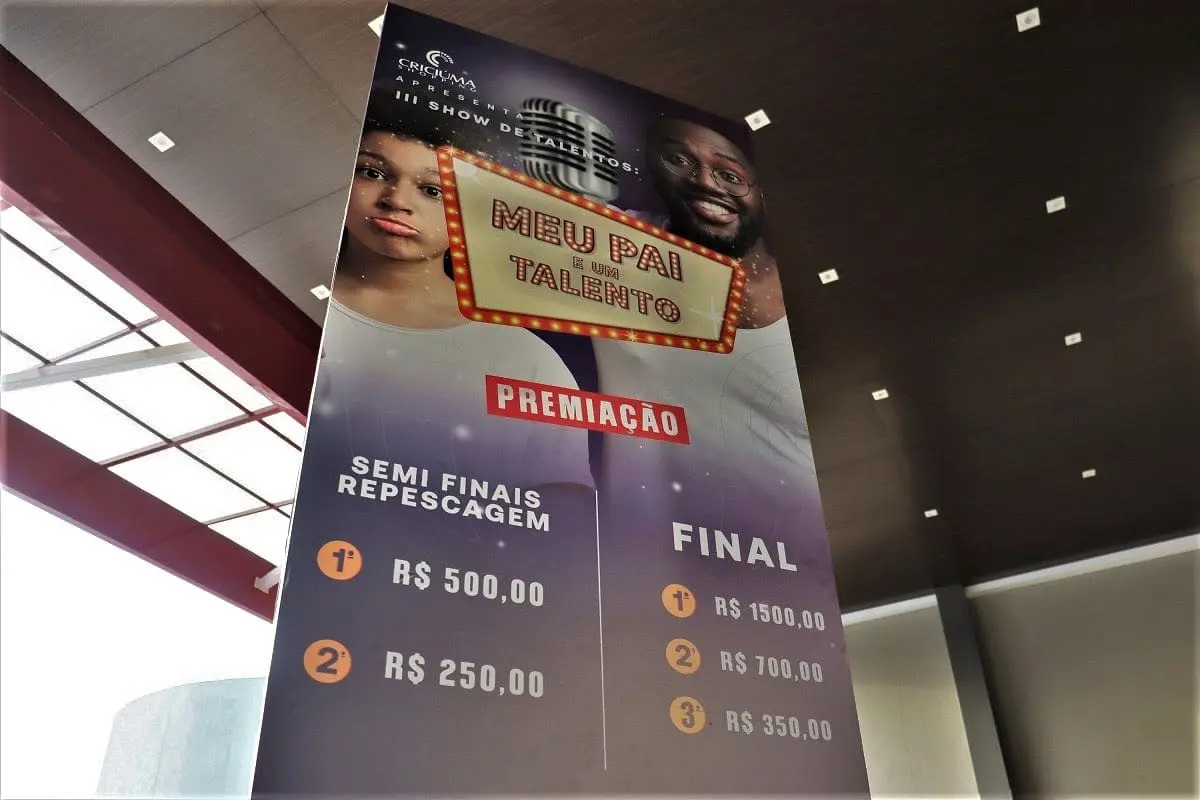 CRICIÚMA
SHOPPING
APRESENTA
III SHOW DE TALENTOS:
MEU PAI
E UM
TALENTO
PREMIAÇÃO
SEMI FINAIS
REPESCAGEM
1º R$ 500,00
2º R$ 250,00
FINAL
1º R$ 1500,00
2º R$ 700,00
3º R$ 350,00